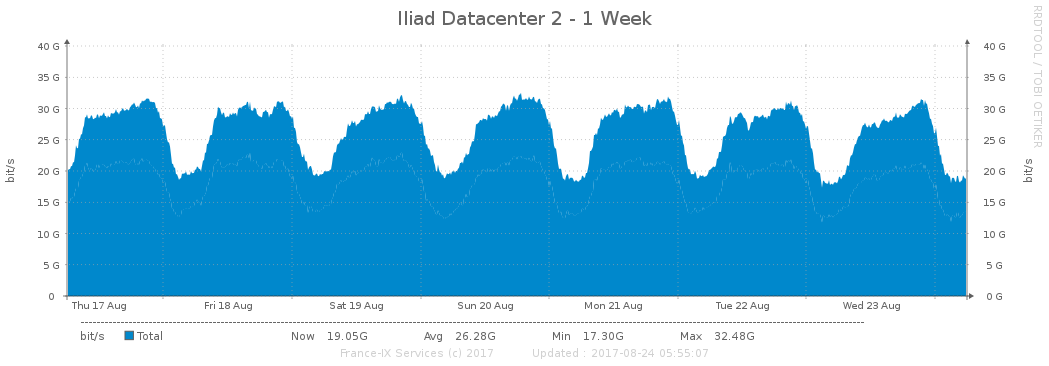 Iliad Datacenter 2 - 1 Week
RRDTOOL / TOBI OETIKER
40 G 40 G
35 G 35 G
30 G 30 G
25 G 25 G
20 G 20 G
15 G 15 G
10 G 10 G
5 G 5 G
0 0 G
bit/s
bit/s
Thu 17 Aug Fri 18 Aug Sat 19 Aug Sun 20 Aug Mon 21 Aug Tue 22 Aug Wed 23 Aug
bit/s Total Now 19.05G Avg 26.28G Min 17.30G Max 32.48G
France-IX Services (c) 2017 Updated : 2017-08-24 05:55:07